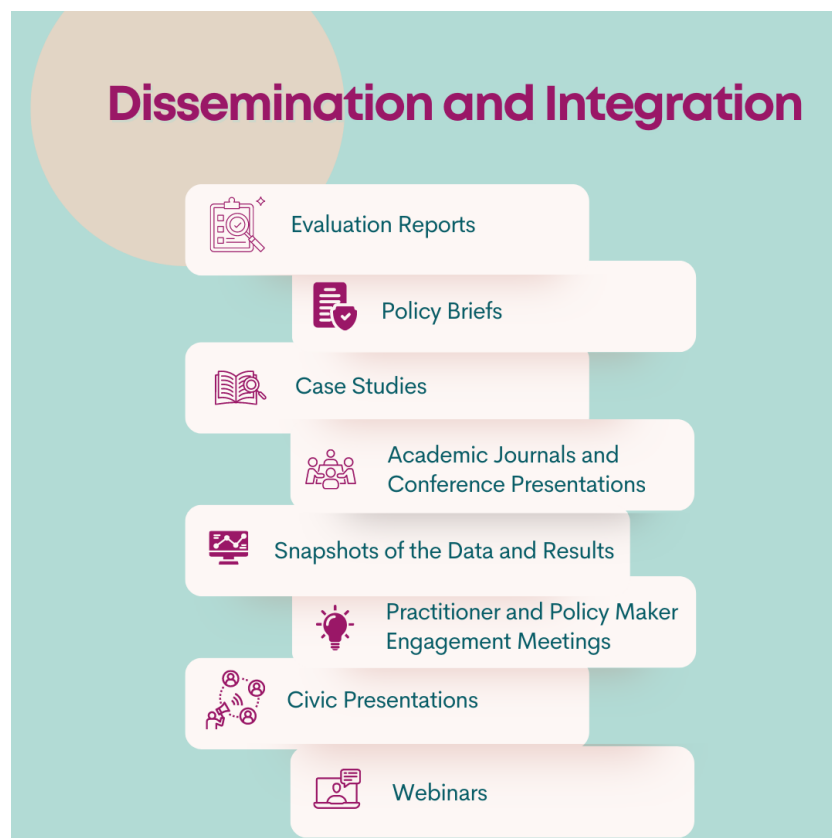 Dissemination and Integration
Evaluation Reports
Policy Briefs
Case Studies
Academic Journals and
Conference Presentations
Snapshots of the Data and Results
Practitioner and Policy Maker
Engagement Meetings
Civic Presentations
Webinars